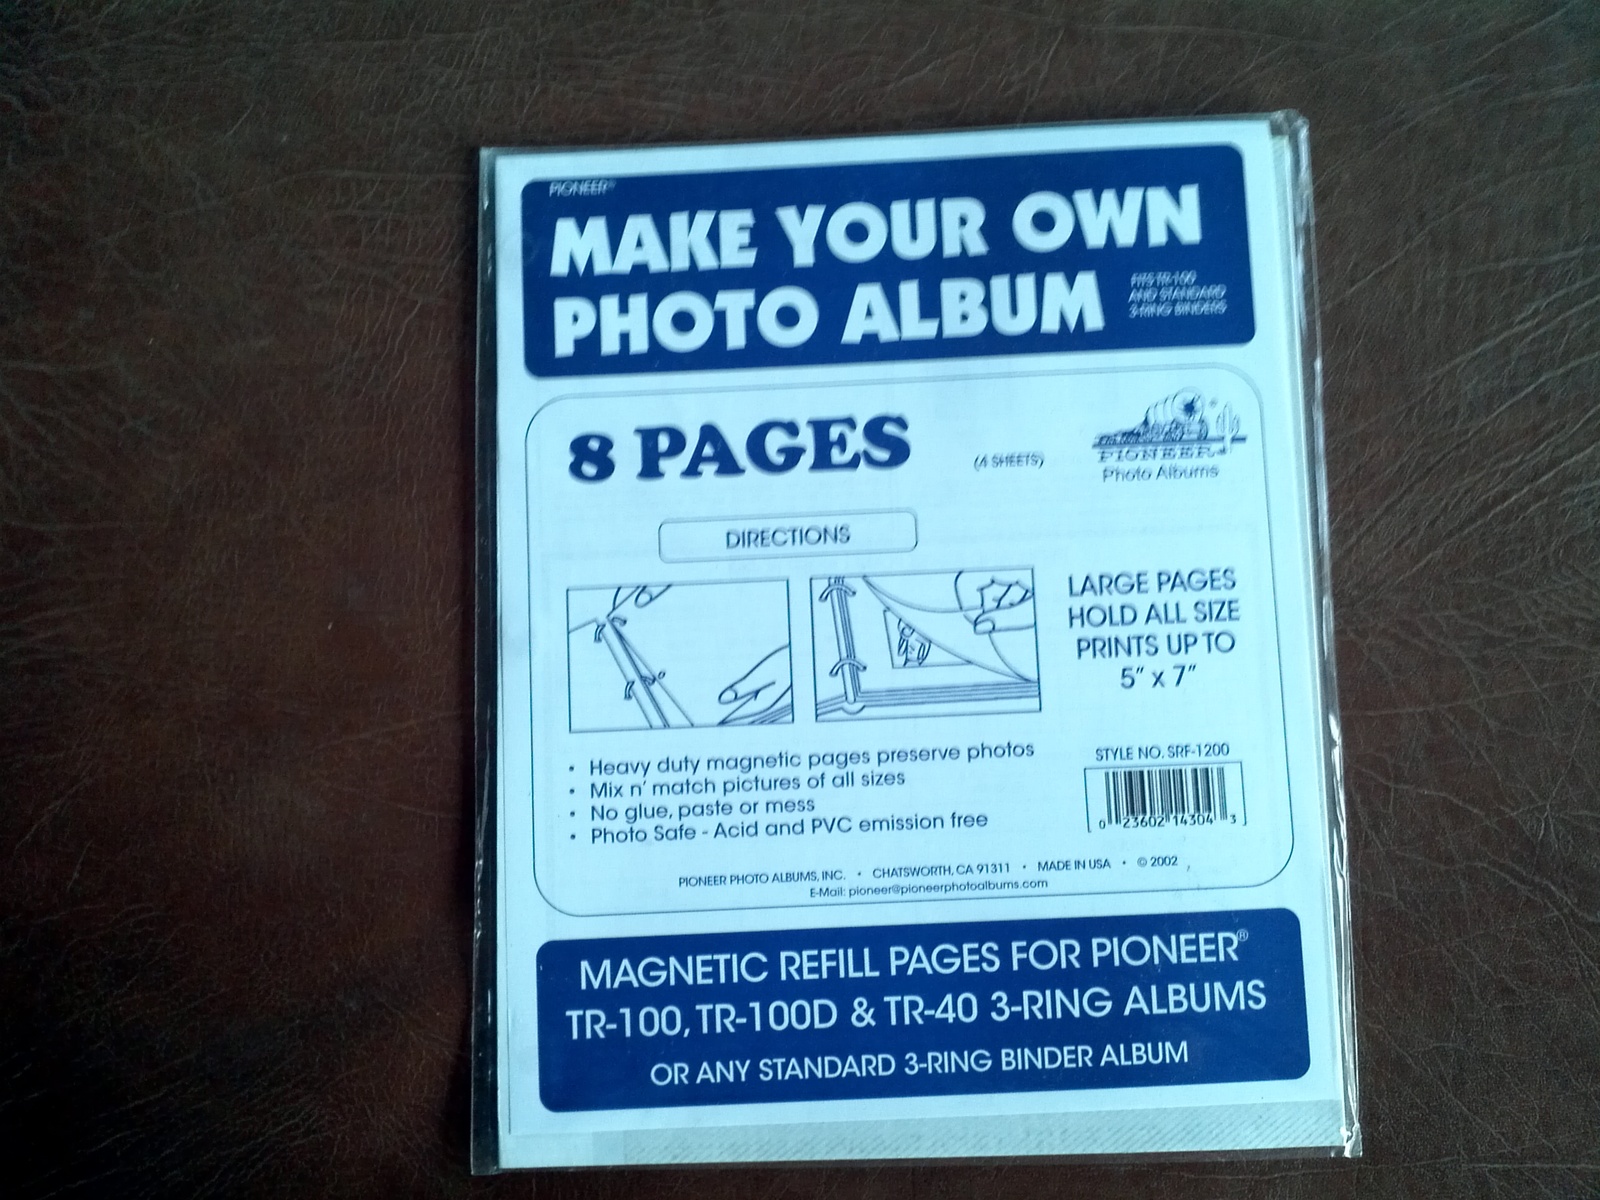 PIONEER®
MAKE YOUR OWN
PHOTO ALBUM
FITS TR-100
AND STANDARD
3-RING BINDERS
8 PAGES
(4 SHEETS)
PIONEER
Photo Albums
®
DIRECTIONS
LARGE PAGES
HOLD ALL SIZE
PRINTS UP TO
5" x 7"
• Heavy duty magnetic pages preserve photos
• Mix n' match pictures of all sizes
• No glue, paste or mess
• Photo Safe - Acid and PVC emission free
STYLE NO. SRF-1200
0 23602 14304 3
PIONEER PHOTO ALBUMS, INC. • CHATSWORTH, CA 91311 • MADE IN USA • © 2002
E-Mail: pioneer@pioneerphotoalbums.com
MAGNETIC REFILL PAGES FOR PIONEER®
TR-100, TR-100D & TR-40 3-RING ALBUMS
OR ANY STANDARD 3-RING BINDER ALBUM